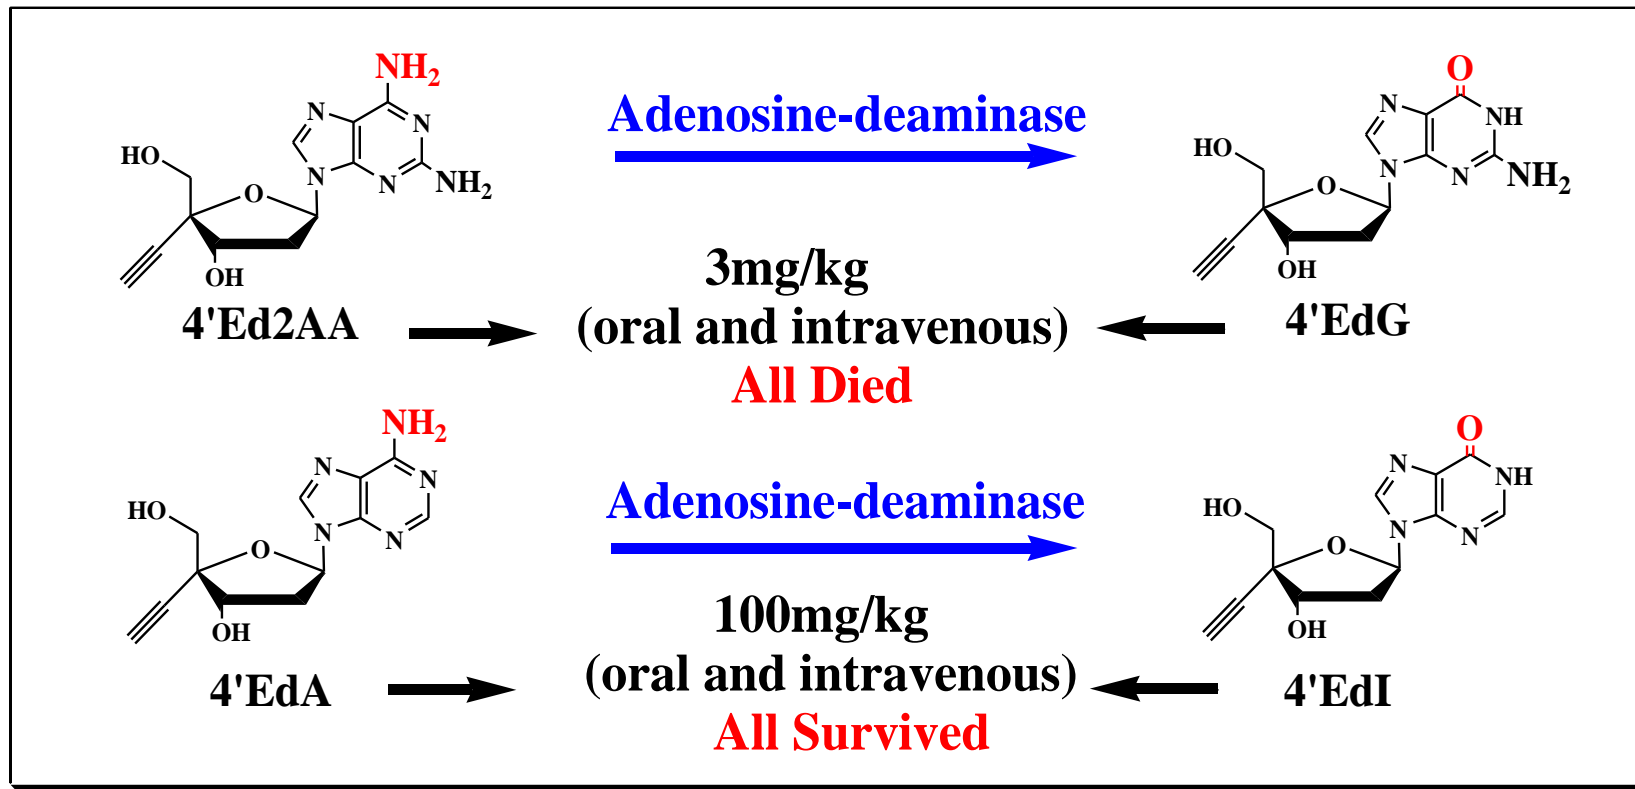 NH₂
O
N
N
Adenosine-deaminase
N
NH
HO
N
N
NH₂
HO
N
N
NH₂
O
O
OH
3mg/kg
OH
4'Ed2AA
(oral and intravenous)
4'EdG
All Died
NH₂
O
N
N
Adenosine-deaminase
N
NH
HO
N
N
HO
N
N
O
O
OH
100mg/kg
OH
4'EdA
(oral and intravenous)
4'EdI
All Survived